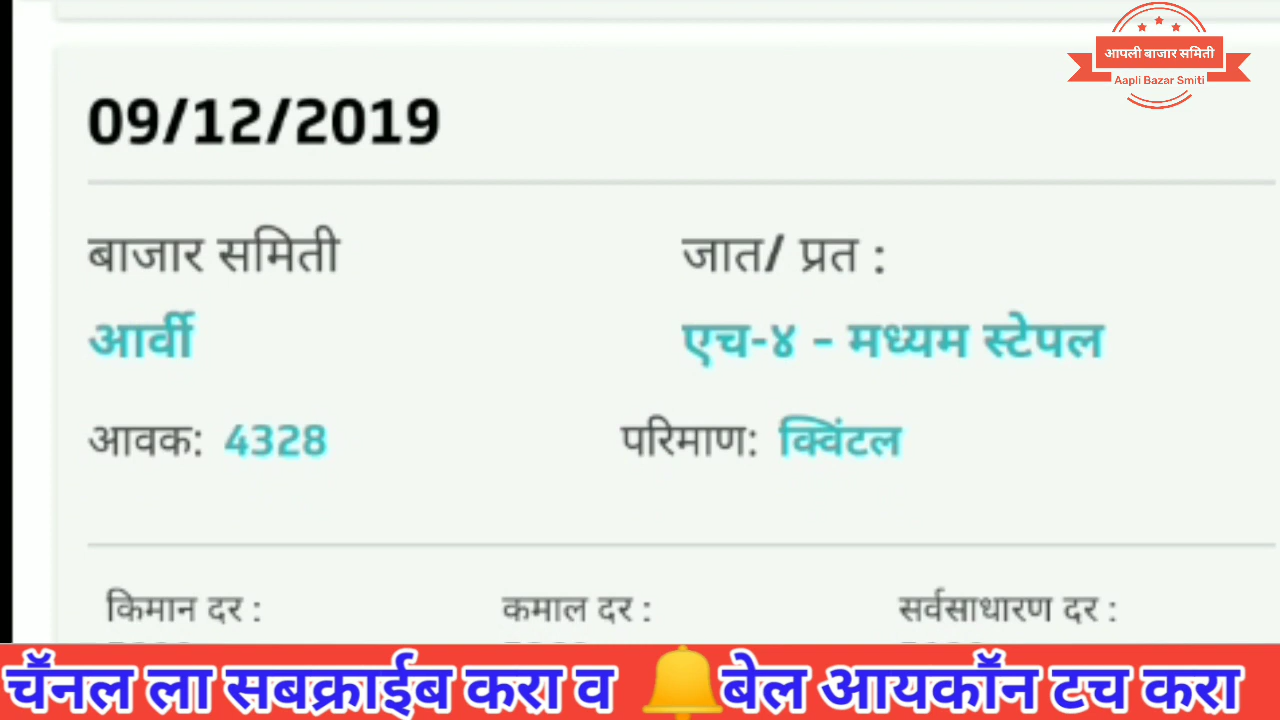 आपली बाजार समिती
Aapli Bazar Smiti
09/12/2019
बाजार समिती
जात/ प्रत :
आर्वी
एच-४ - मध्यम स्टेपल
आवक: 4328
परिमाण: क्विंटल
किमान दर :
कमाल दर :
सर्वसाधारण दर :
चॅंनल ला सबक्राईब करा व 🔔बेल आयकॉंन टच करा